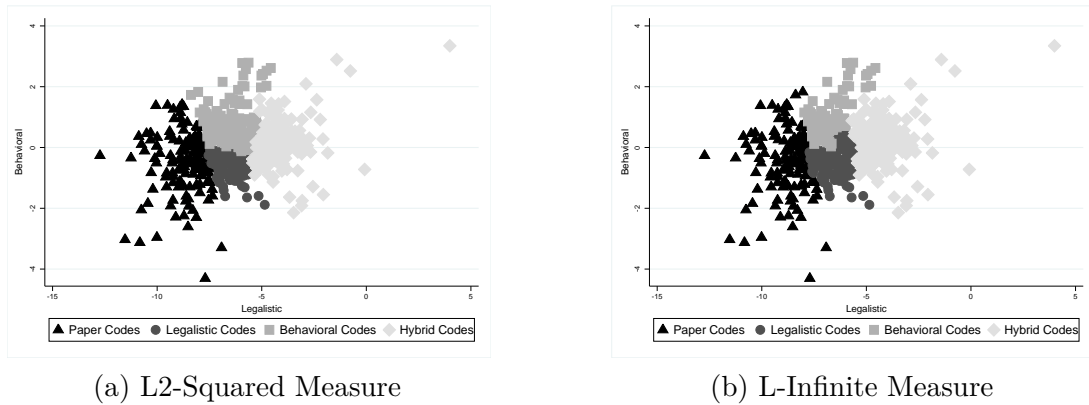 4
2
0
-2
-4
Behavioral
-15
-10
-5
0
5
Legalistic
Paper Codes
Legalistic Codes
Behavioral Codes
Hybrid Codes
(a) L2-Squared Measure
4
2
0
-2
-4
Behavioral
-15
-10
-5
0
5
Legalistic
Paper Codes
Legalistic Codes
Behavioral Codes
Hybrid Codes
(b) L-Infinite Measure